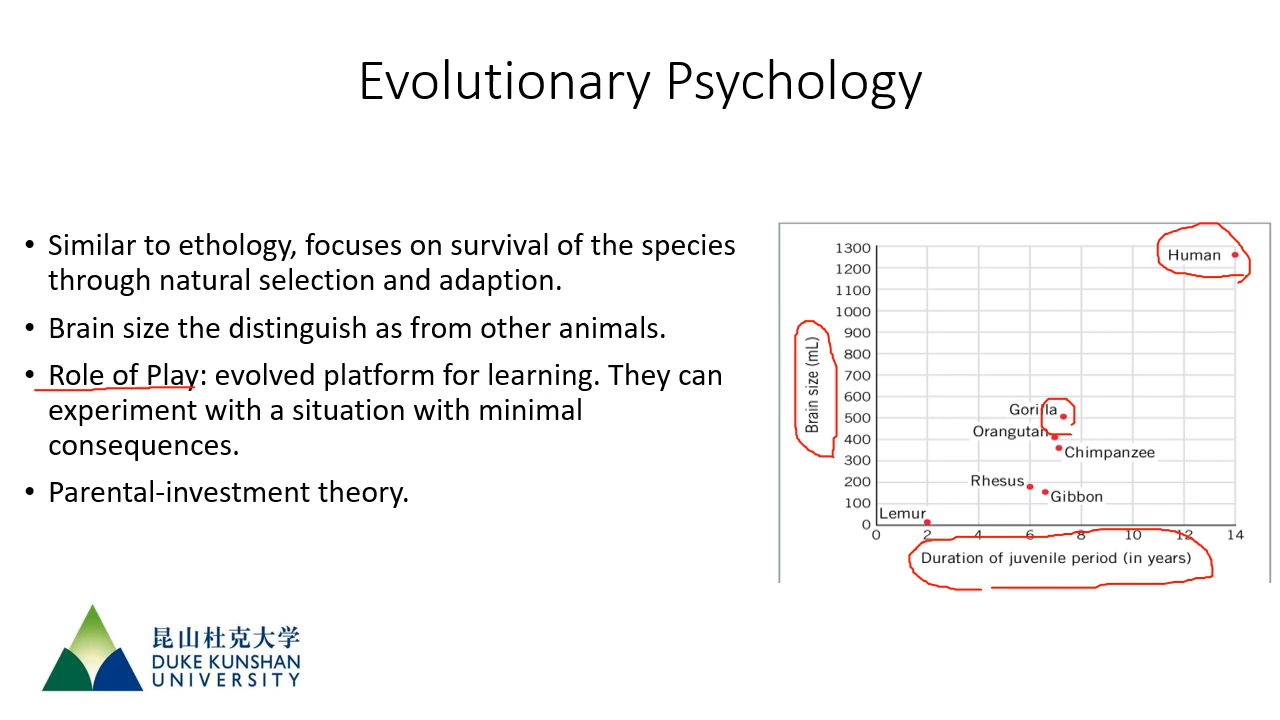 Evolutionary Psychology
• Similar to ethology, focuses on survival of the species
through natural selection and adaption.
• Brain size the distinguish as from other animals.
• Role of Play: evolved platform for learning. They can
experiment with a situation with minimal
consequences.
• Parental-investment theory.
Brain size (mL)
1300
1200
1100
1000
900
800
700
600
500
400
300
200
100
0
Human
Gorilla
Orangutan
Chimpanzee
Rhesus
Gibbon
Lemur
0 2 4 6 8 10 12 14
Duration of juvenile period (in years)
昆山杜克大学
DUKE KUNSHAN
UNIVERSITY